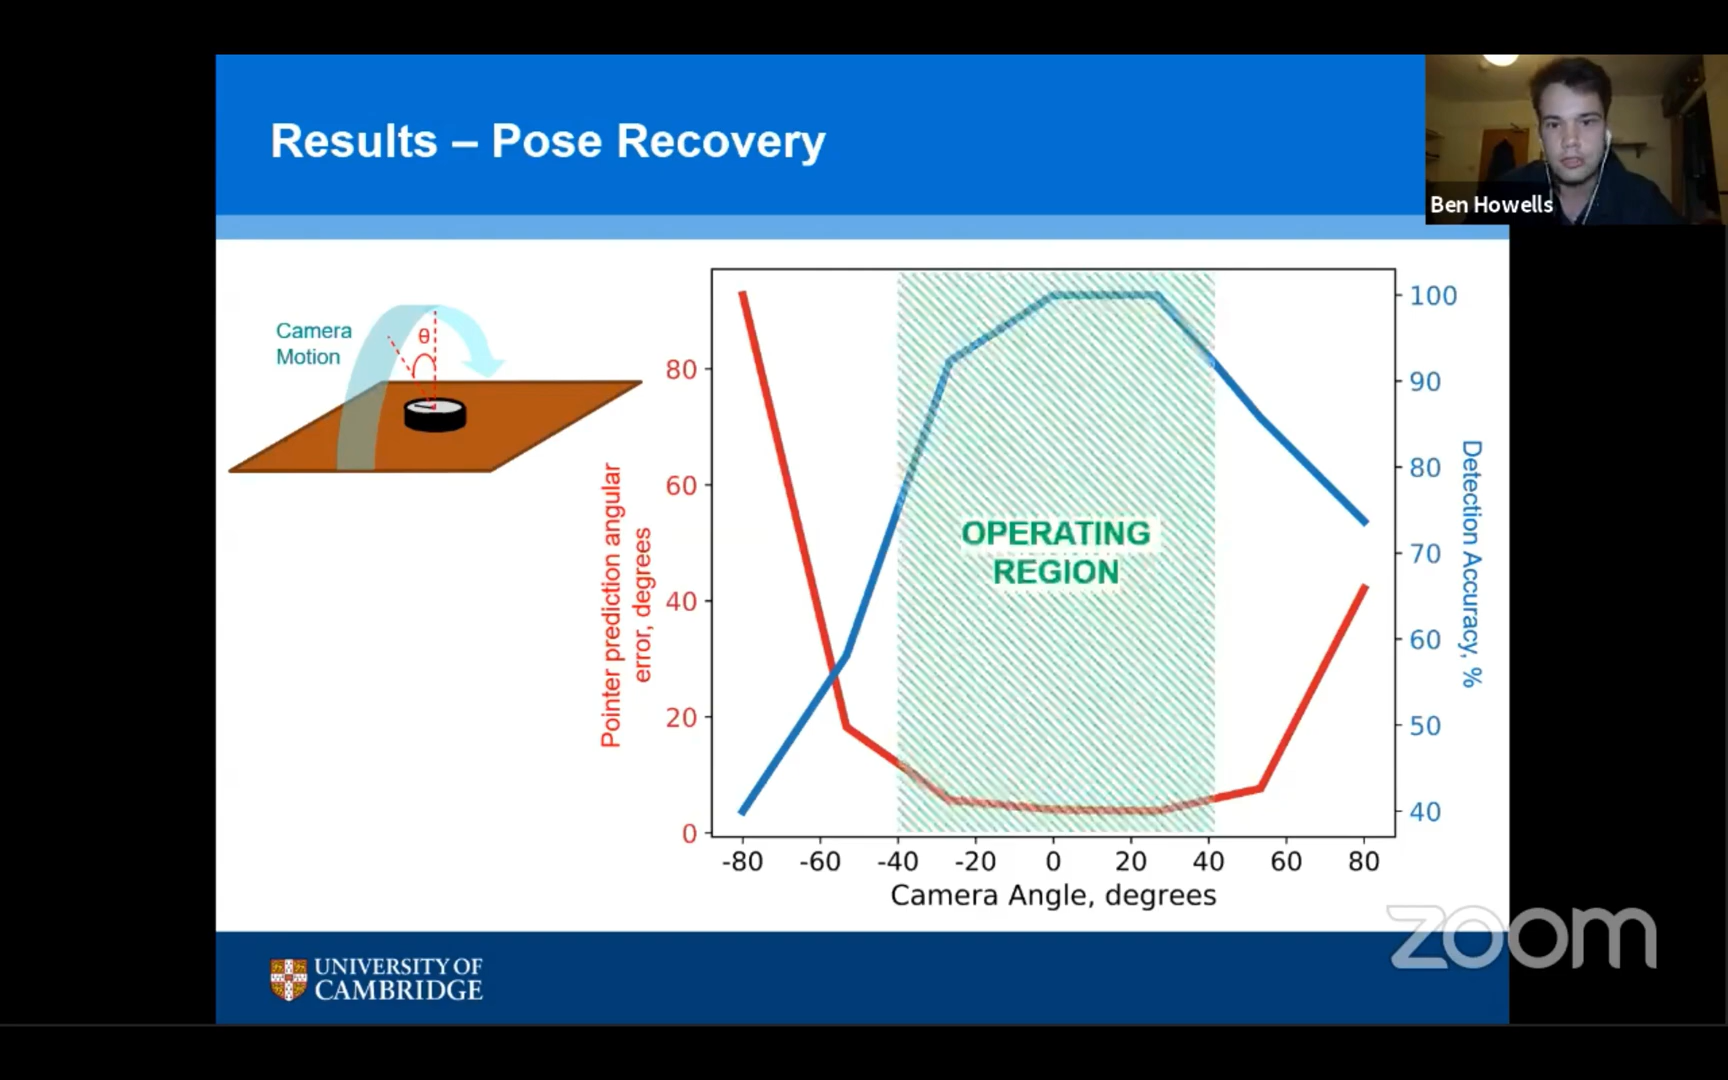 Results – Pose Recovery
Ben Howells
Camera
Motion
θ
Pointer prediction angular
error, degrees
80
60
40
20
0
OPERATING
REGION
100
90
80
70
60
50
40
Detection Accuracy, %
-80 -60 -40 -20 0 20 40 60 80
Camera Angle, degrees
UNIVERSITY OF
CAMBRIDGE
zoom